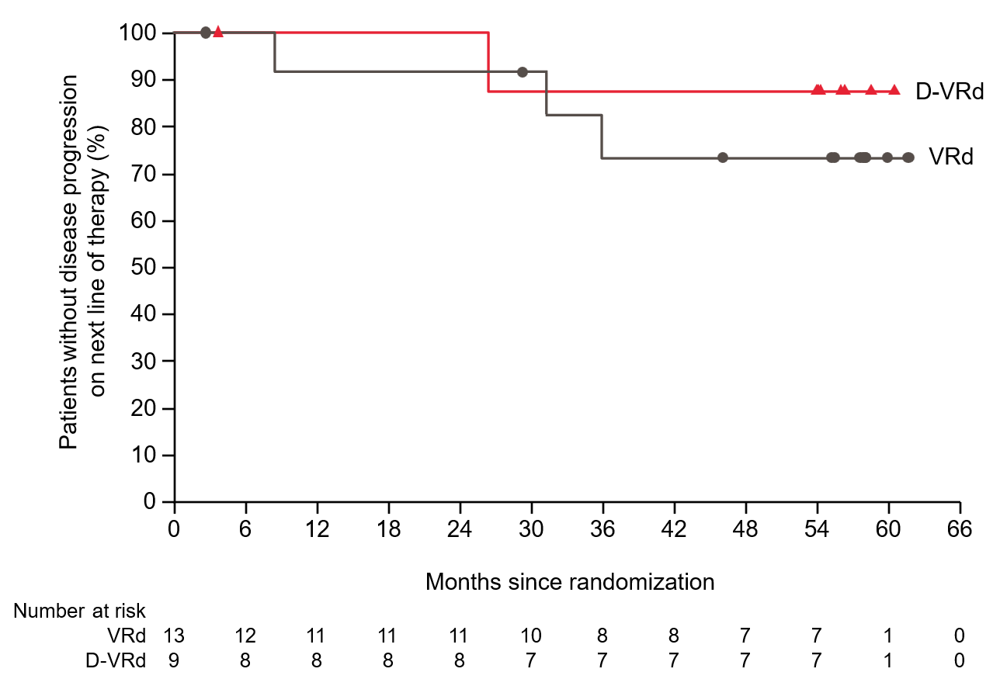 Patients without disease progression
on next line of therapy (%)
100
90
80
70
60
50
40
30
20
10
0
D-VRd
VRd
0 6 12 18 24 30 36 42 48 54 60 66
Months since randomization
Number at risk
VRd 13 12 11 11 11 10 8 8 7 7 1 0
D-VRd 9 8 8 8 8 7 7 7 7 7 1 0